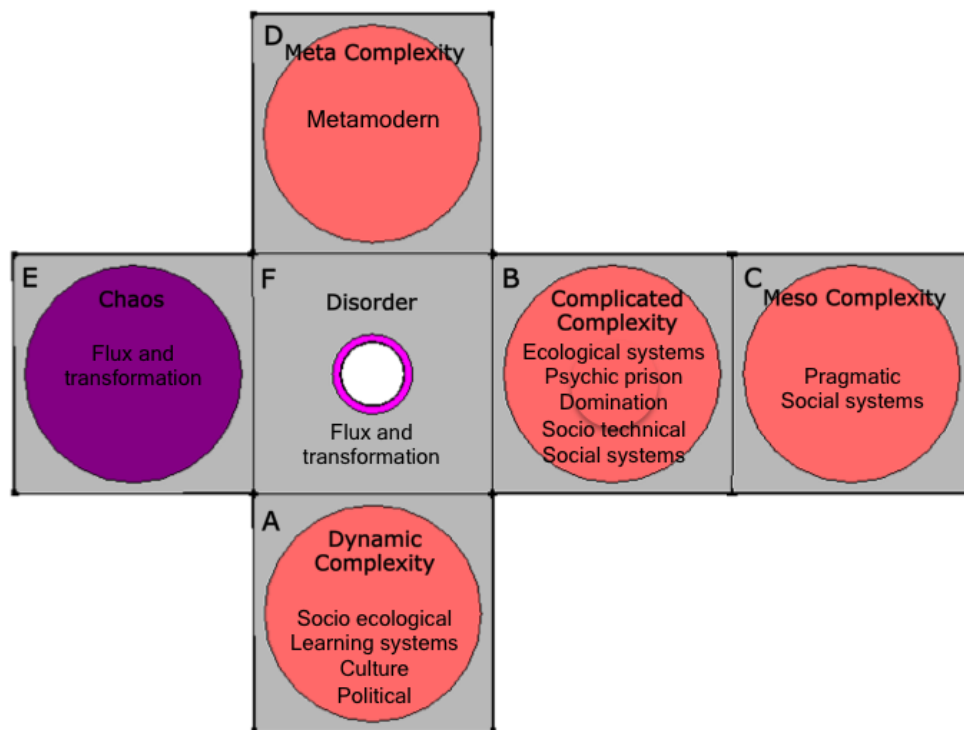 D
Meta Complexity
Metamodern
E
Chaos
Flux and
transformation
F
Disorder
Flux and
transformation
B
Complicated
Complexity
Ecological systems
Psychic prison
Domination
Socio technical
Social systems
C
Meso Complexity
Pragmatic
Social systems
A
Dynamic
Complexity
Socio ecological
Learning systems
Culture
Political